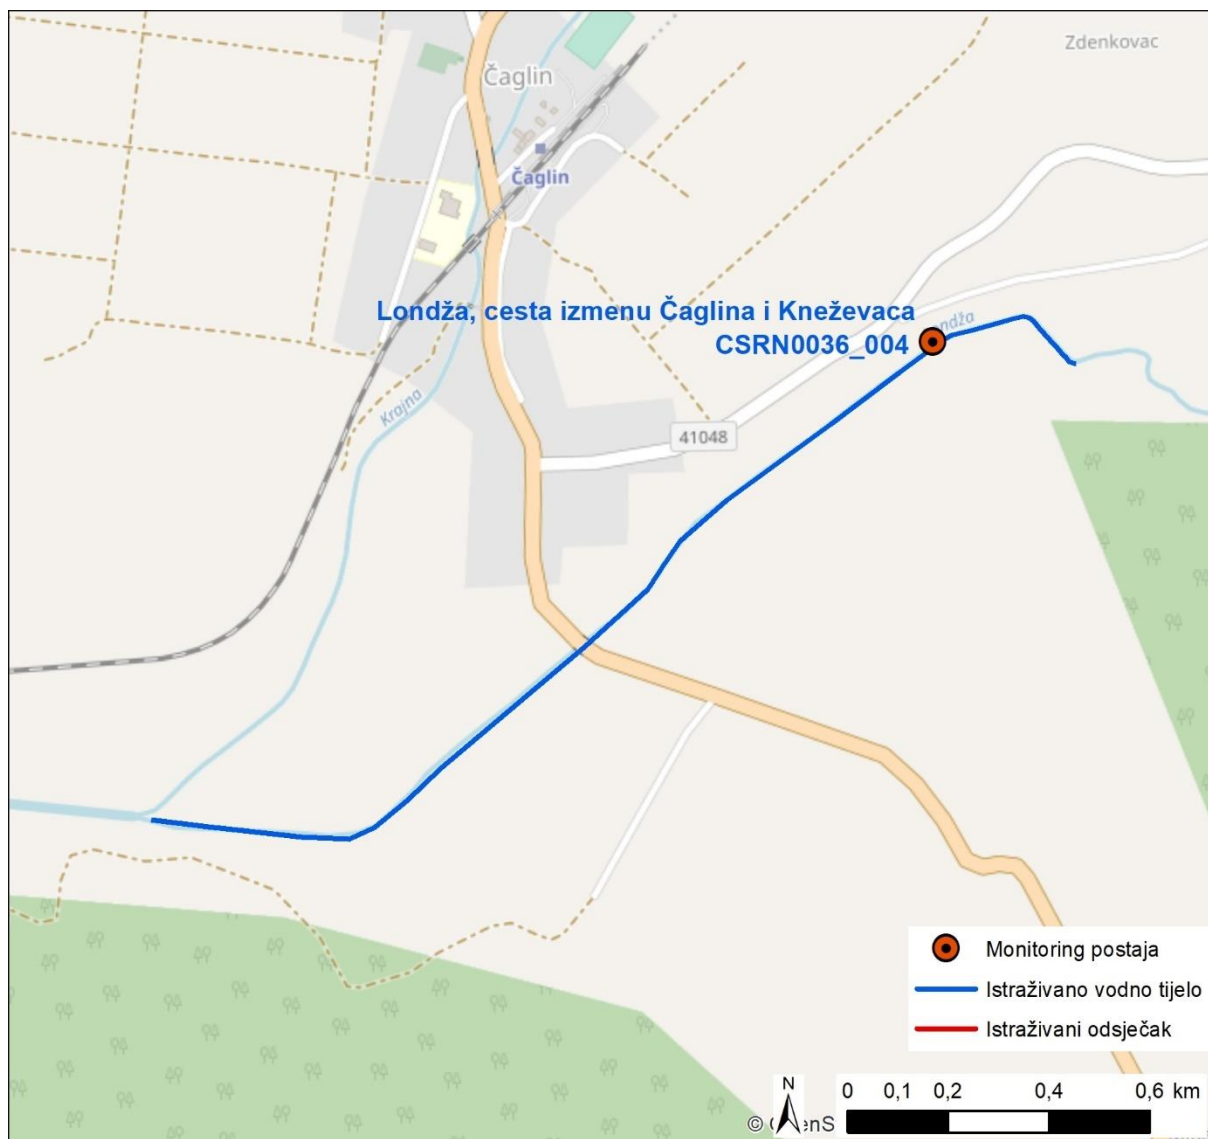 Zdenkovac
Čaglin
Čaglin
Londža, cesta izmenu Čaglina i Kneževaca
CSRN0036_004
Krajna
41048
Monitoring postaja
Istraživano vodno tijelo
Istraživani odsječak
N
0 0,1 0,2 0,4 0,6 km
©